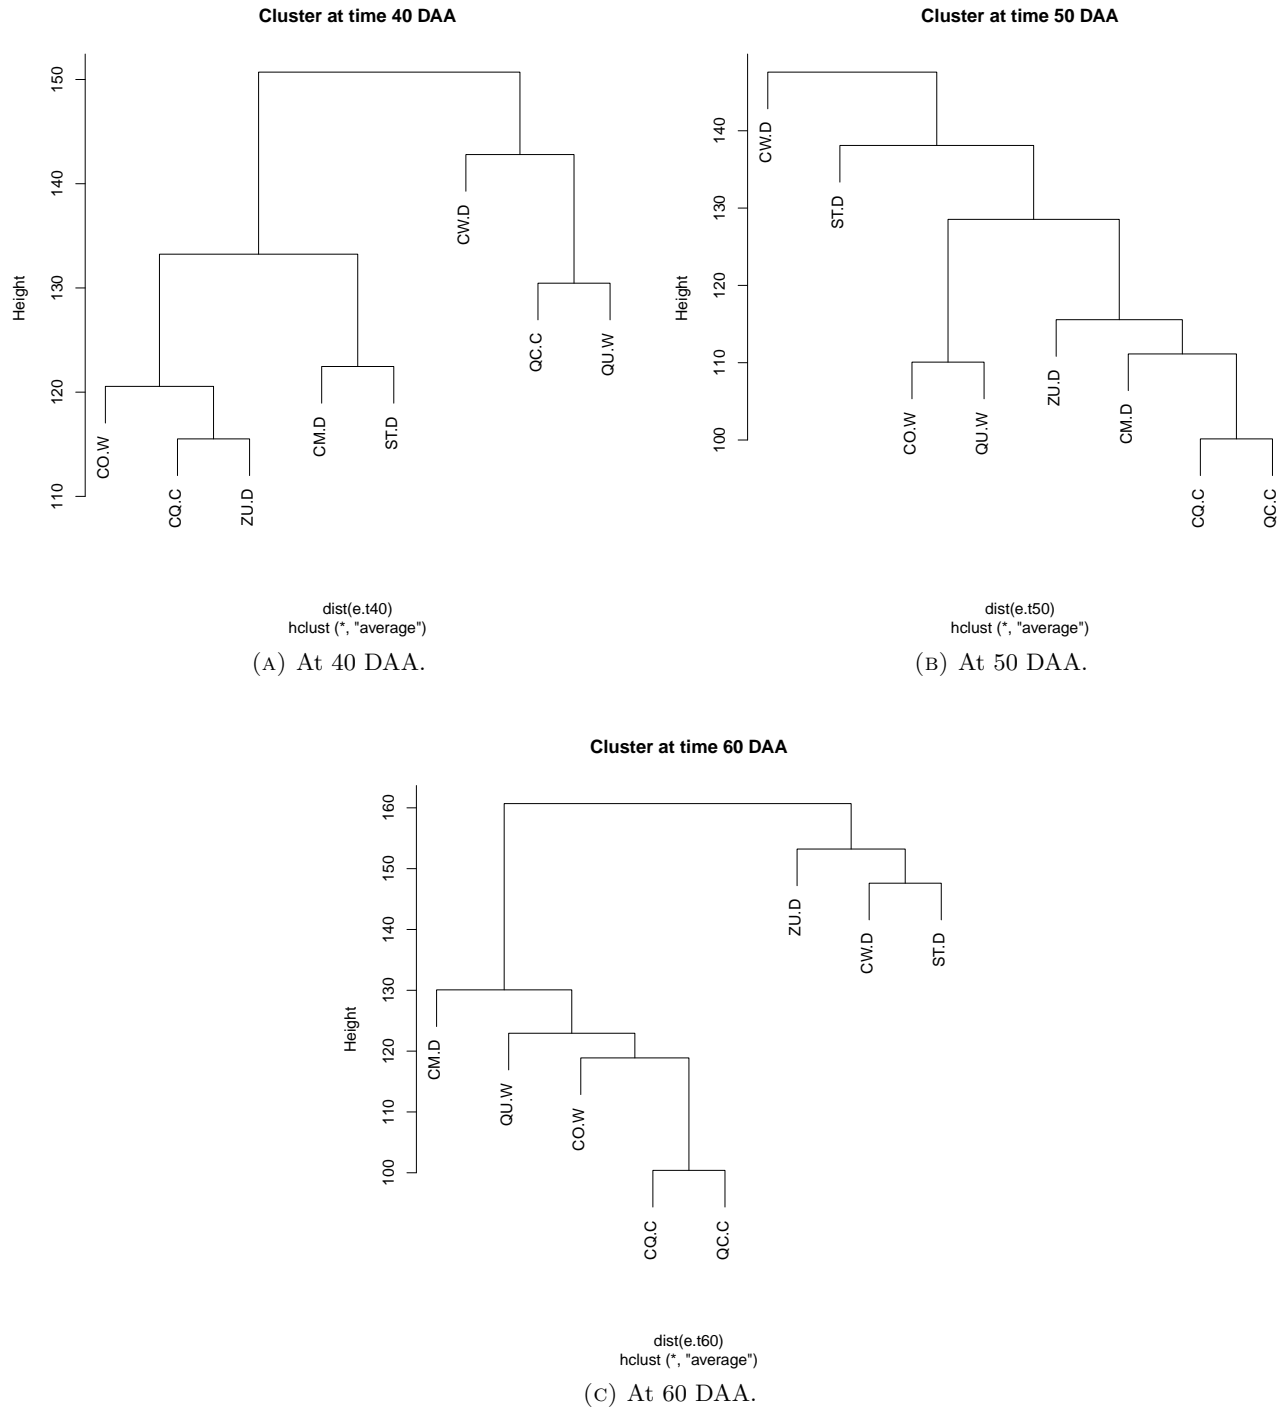 Cluster at time 40 DAA
Height
150
140
130
120
110
CO.W
CQ.C
ZU.D
CM.D
ST.D
CW.D
QC.C
QU.W
dist(e.t40)
hclust (*, "average")
(A) At 40 DAA.
Cluster at time 50 DAA
Height
140
130
120
110
100
CW.D
ST.D
CO.W
QU.W
ZU.D
CM.D
CQ.C
QC.C
dist(e.t50)
hclust (*, "average")
(B) At 50 DAA.
Cluster at time 60 DAA
Height
160
150
140
130
120
110
100
CM.D
QU.W
CO.W
CQ.C
QC.C
ZU.D
CW.D
ST.D
dist(e.t60)
hclust (*, "average")
(C) At 60 DAA.